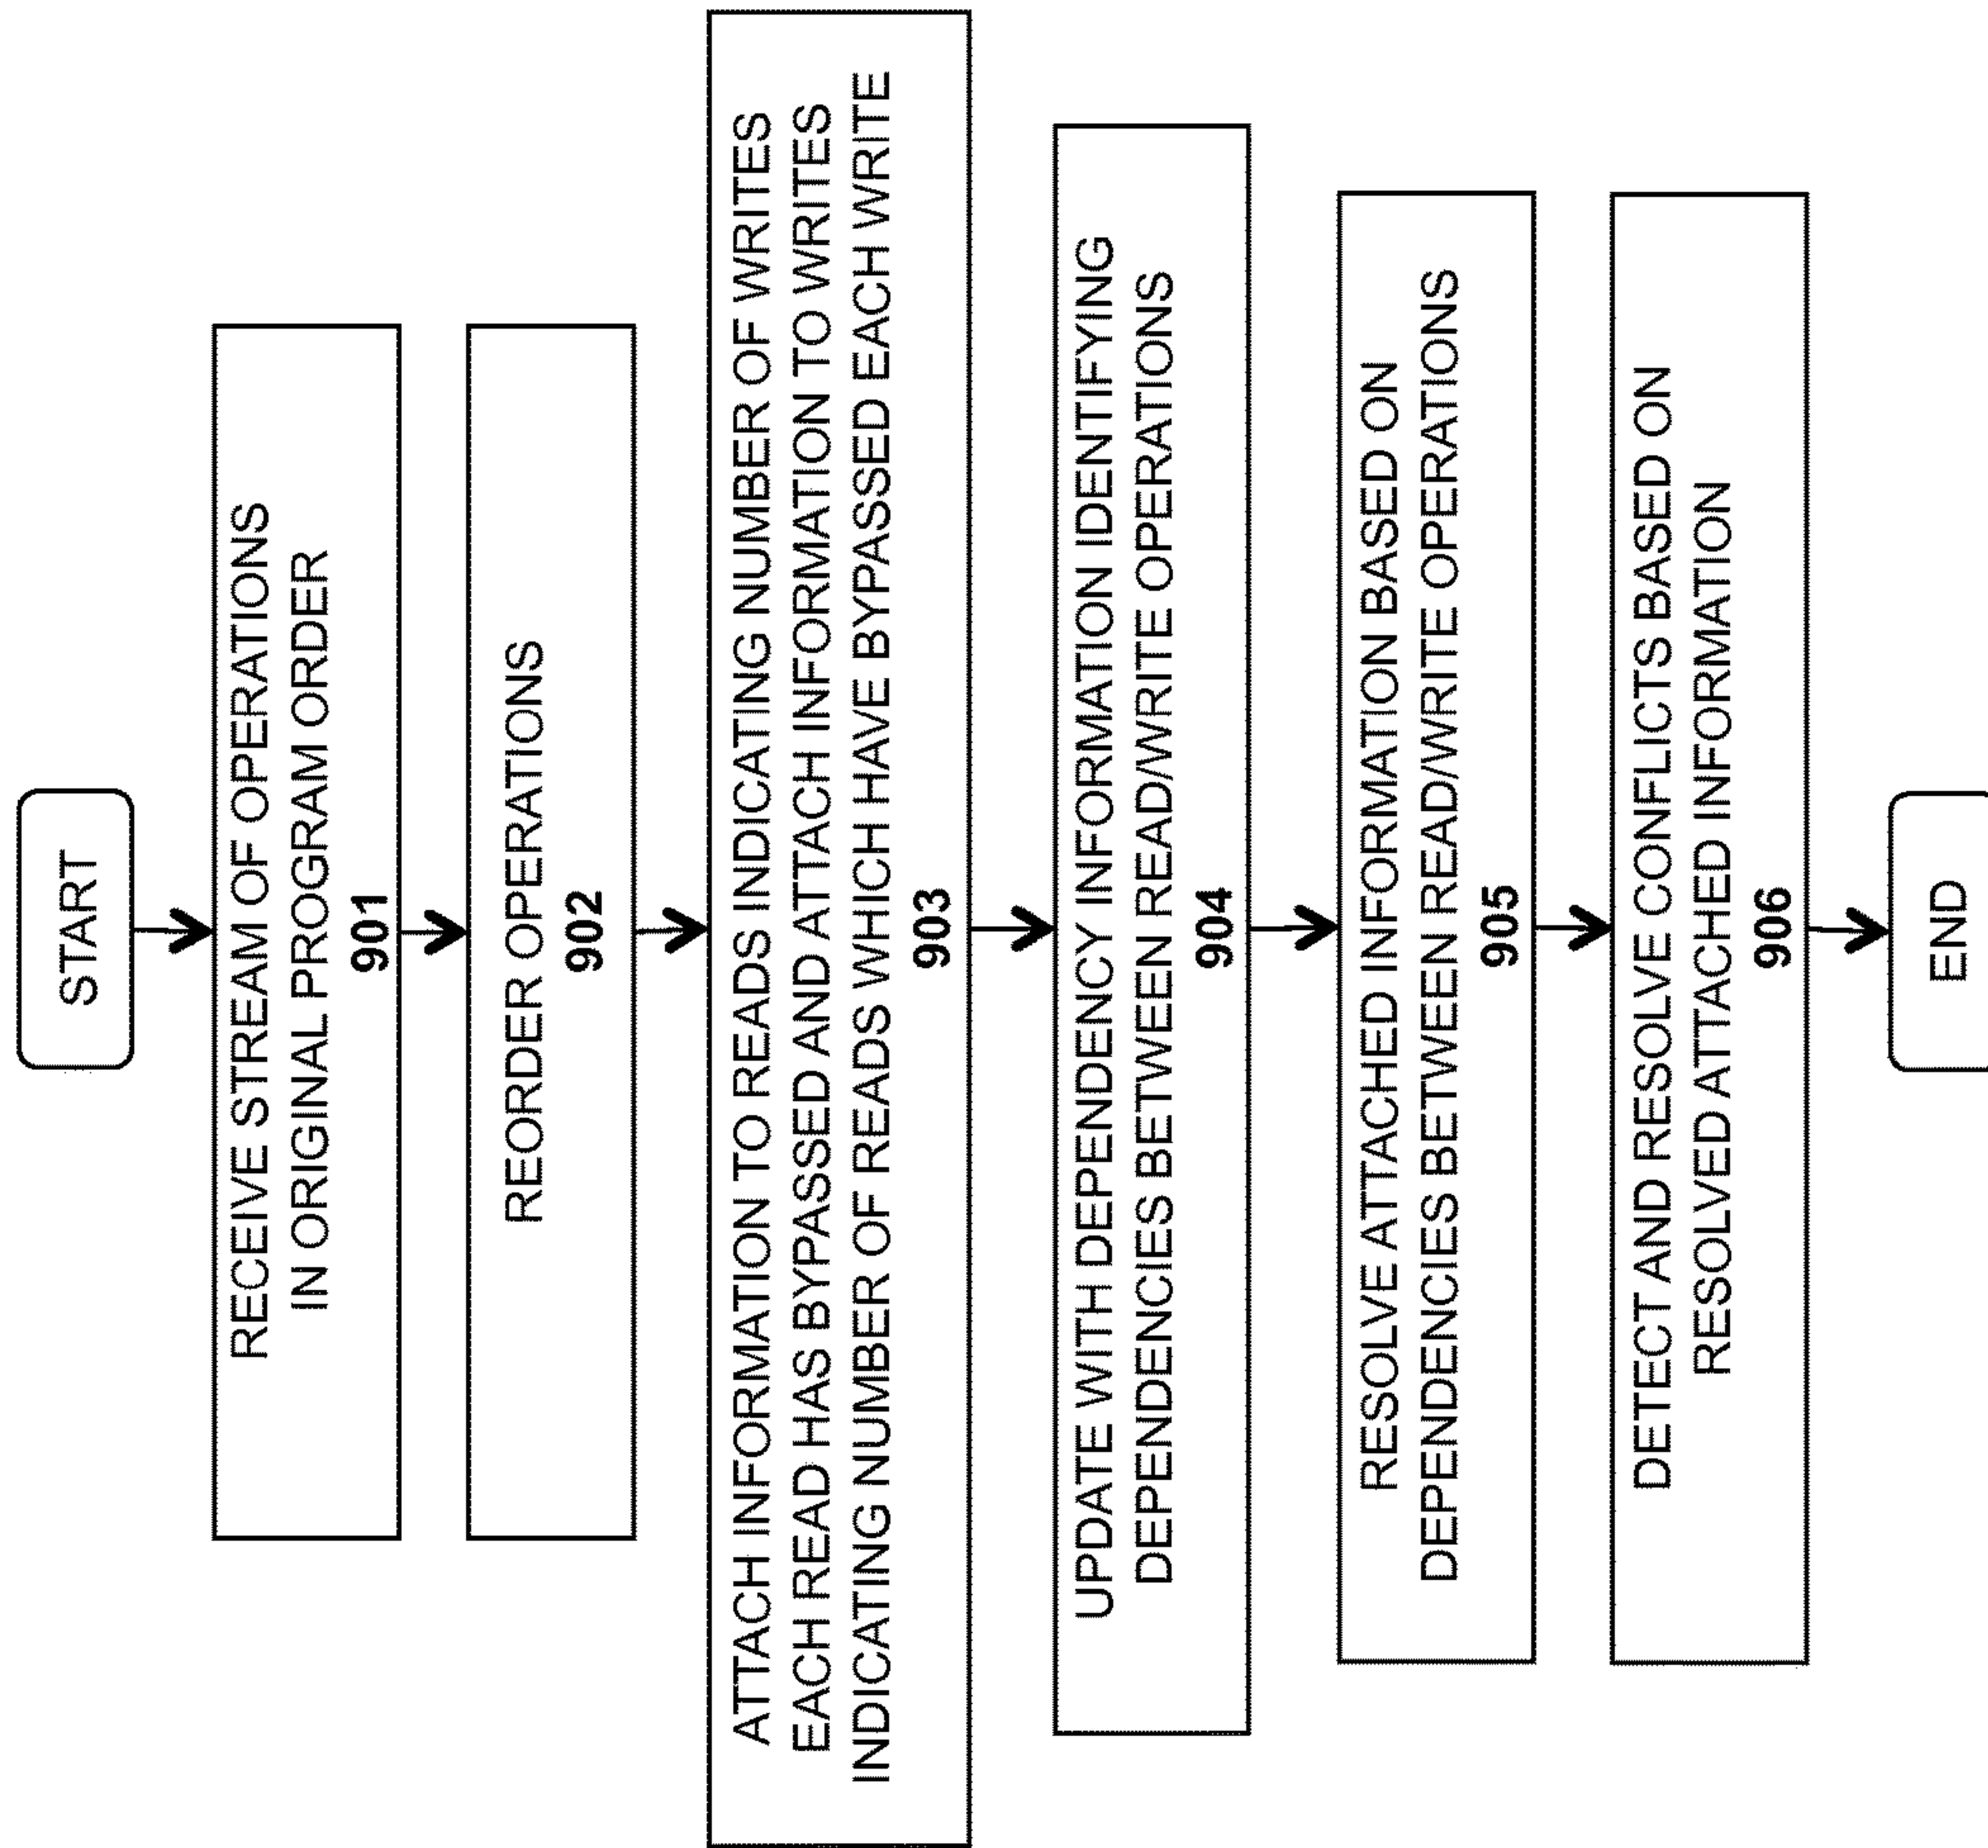 START
RECEIVE STREAM OF OPERATIONS
IN ORIGINAL PROGRAM ORDER
901
REORDER OPERATIONS
902
ATTACH INFORMATION TO READS INDICATING NUMBER OF WRITES
EACH READ HAS BYPASSED AND ATTACH INFORMATION TO WRITES
INDICATING NUMBER OF READS WHICH HAVE BYPASSED EACH WRITE
903
UPDATE WITH DEPENDENCY INFORMATION IDENTIFYING
DEPENDENCIES BETWEEN READ/WRITE OPERATIONS
904
RESOLVE ATTACHED INFORMATION BASED ON
DEPENDENCIES BETWEEN READ/WRITE OPERATIONS
905
DETECT AND RESOLVE CONFLICTS BASED ON
RESOLVED ATTACHED INFORMATION
906
END